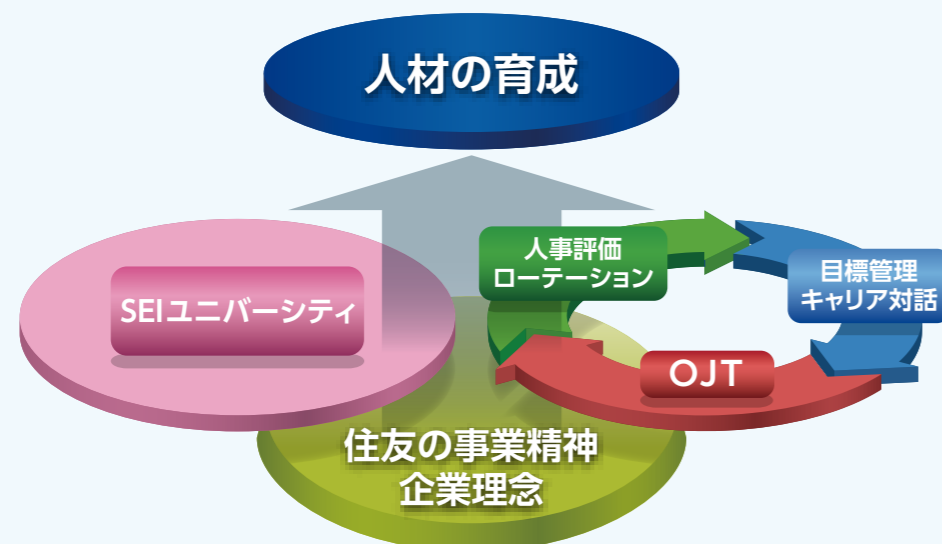 人材の育成
SEIユニバーシティ
人事評価
ローテーション
目標管理
キャリア対話
OJT
住友の事業精神
企業理念